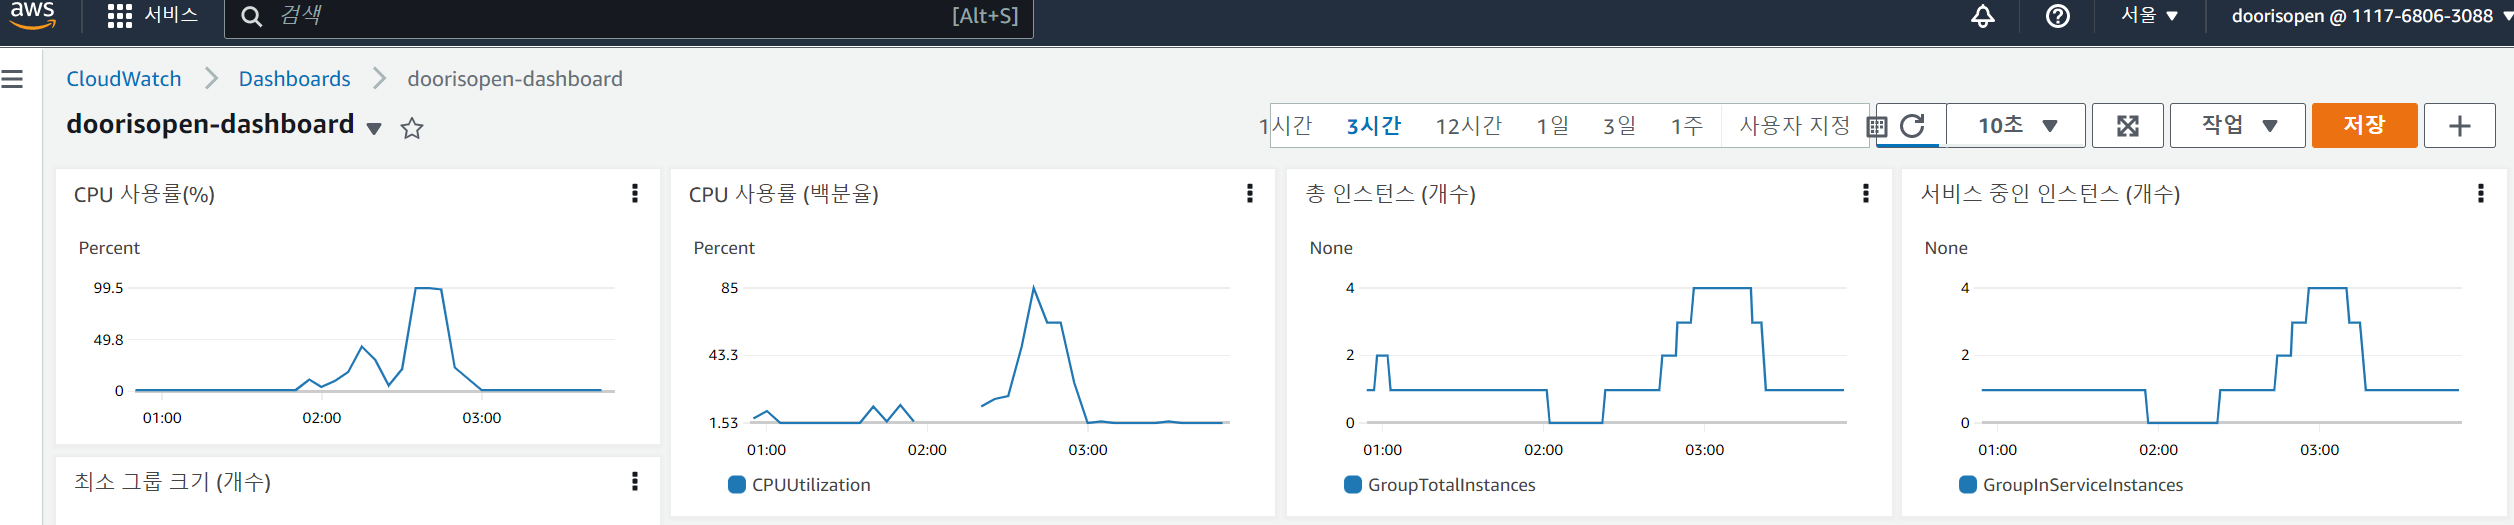 aws 서비스 검색 [Alt+S] 서울 ▼ doorisopen @ 1117-6806-3088 ▼
CloudWatch > Dashboards > doorisopen-dashboard
doorisopen-dashboard ▼
1시간 3시간 12시간 1일 3일 1주 사용자 지정 10초 ▼ 작업 ▼ 저장 +
CPU 사용률(%)
Percent
99.5
49.8
0
01:00 02:00 03:00
CPU 사용률 (백분율)
Percent
85
43.3
1.53
01:00 02:00 03:00
CPUUtilization
총 인스턴스 (개수)
None
4
2
0
01:00 02:00 03:00
GroupTotalInstances
서비스 중인 인스턴스 (개수)
None
4
2
0
01:00 02:00 03:00
GroupInServiceInstances
최소 그룹 크기 (개수)